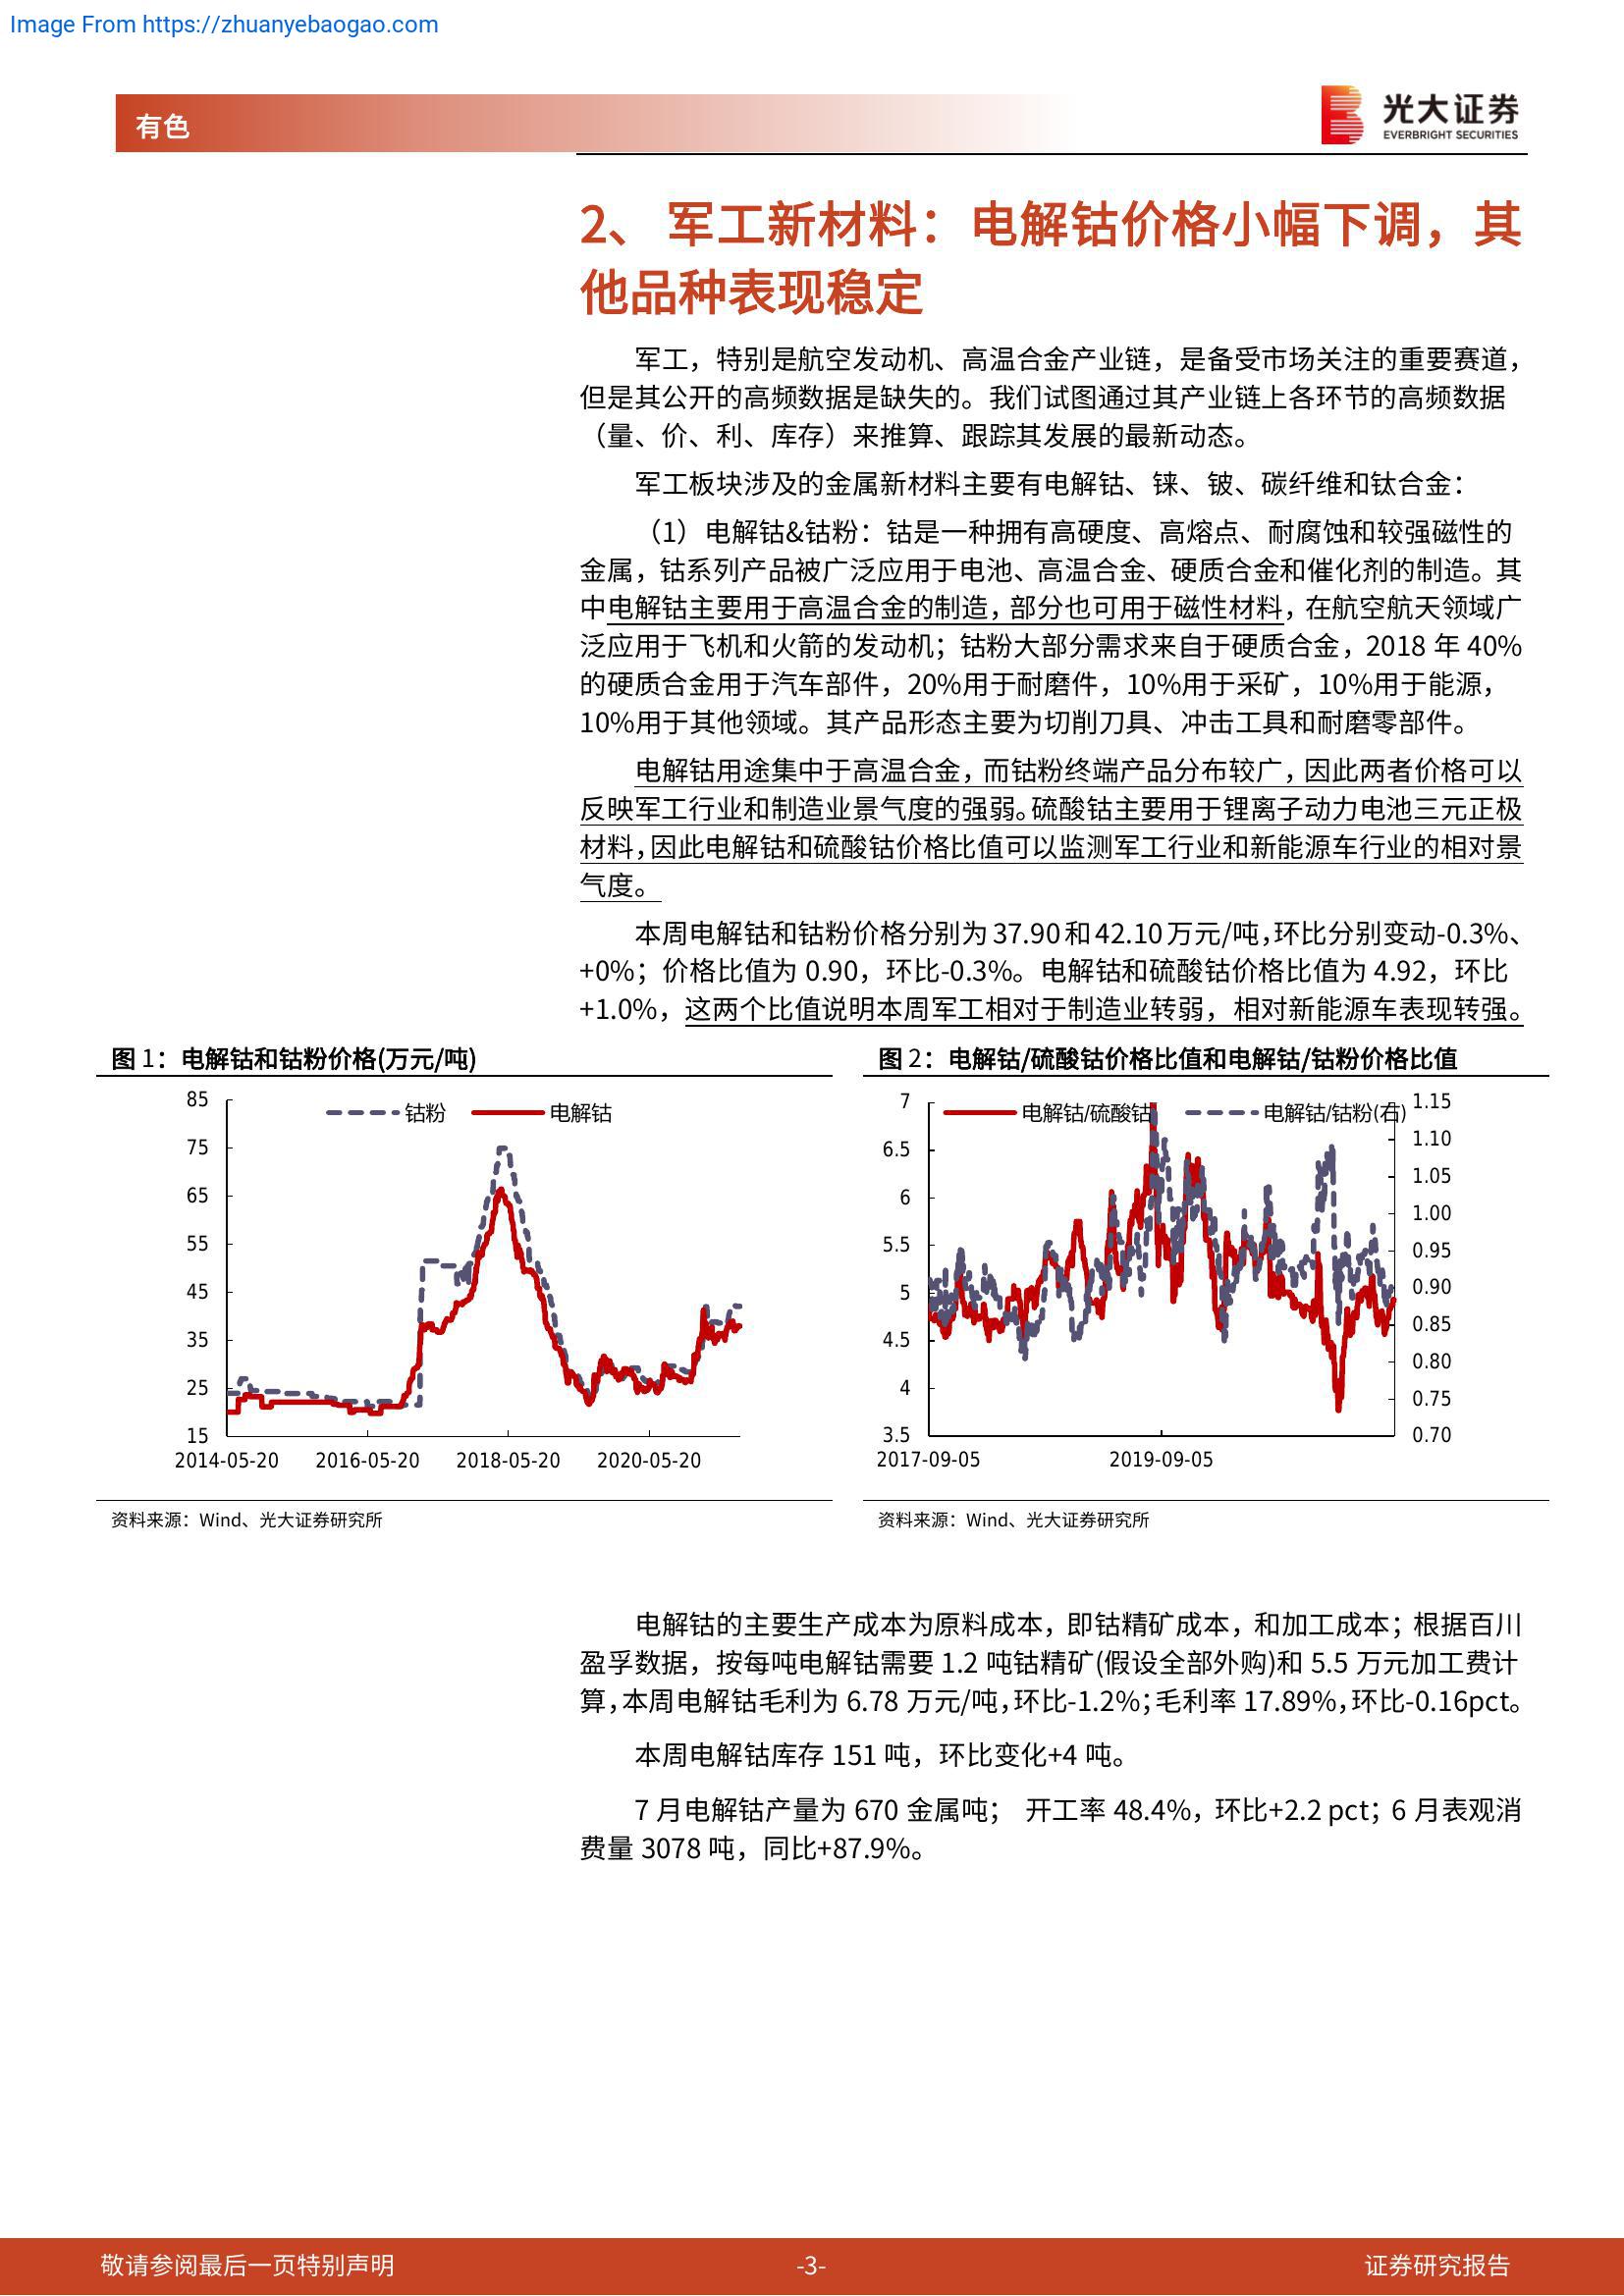 Image From https://zhuanyebaogao.com
有色
光大证券
EVERBRIGHT SECURITIES
2、 军工新材料：电解钴价格小幅下调，其
他品种表现稳定
军工，特别是航空发动机、高温合金产业链，是备受市场关注的重要赛道，
但是其公开的高频数据是缺失的。我们试图通过其产业链上各环节的高频数据
（量、价、利、库存）来推算、跟踪其发展的最新动态。
军工板块涉及的金属新材料主要有电解钴、铼、铍、碳纤维和钛合金：
（1）电解钴&钴粉：钴是一种拥有高硬度、高熔点、耐腐蚀和较强磁性的
金属，钴系列产品被广泛应用于电池、高温合金、硬质合金和催化剂的制造。其
中电解钴主要用于高温合金的制造，部分也可用于磁性材料，在航空航天领域广
泛应用于飞机和火箭的发动机；钴粉大部分需求来自于硬质合金，2018 年 40%
的硬质合金用于汽车部件，20%用于耐磨件，10%用于采矿，10%用于能源，
10%用于其他领域。其产品形态主要为切削刀具、冲击工具和耐磨零部件。
电解钴用途集中于高温合金，而钴粉终端产品分布较广，因此两者价格可以
反映军工行业和制造业景气度的强弱。硫酸钴主要用于锂离子动力电池三元正极
材料，因此电解钴和硫酸钴价格比值可以监测军工行业和新能源车行业的相对景
气度。
本周电解钴和钴粉价格分别为 37.90 和 42.10 万元/吨，环比分别变动-0.3%、
+0%；价格比值为 0.90，环比-0.3%。电解钴和硫酸钴价格比值为 4.92，环比
+1.0%，这两个比值说明本周军工相对于制造业转弱，相对新能源车表现转强。
图 1：电解钴和钴粉价格(万元/吨)
85
75
65
55
45
35
25
15
钴粉 电解钴
2014-05-20 2016-05-20 2018-05-20 2020-05-20
资料来源：Wind、光大证券研究所
图 2：电解钴/硫酸钴价格比值和电解钴/钴粉价格比值
7
6.5
6
5.5
5
4.5
4
3.5
电解钴/硫酸钴 电解钴/钴粉(右)
1.15
1.10
1.05
1.00
0.95
0.90
0.85
0.80
0.75
0.70
2017-09-05 2019-09-05
资料来源：Wind、光大证券研究所
电解钴的主要生产成本为原料成本，即钴精矿成本，和加工成本；根据百川
盈孚数据，按每吨电解钴需要 1.2 吨钴精矿(假设全部外购)和 5.5 万元加工费计
算，本周电解钴毛利为 6.78 万元/吨，环比-1.2%；毛利率 17.89%，环比-0.16pct。
本周电解钴库存 151 吨，环比变化+4 吨。
7 月电解钴产量为 670 金属吨； 开工率 48.4%，环比+2.2 pct；6 月表观消
费量 3078 吨，同比+87.9%。
敬请参阅最后一页特别声明
-3-
证券研究报告